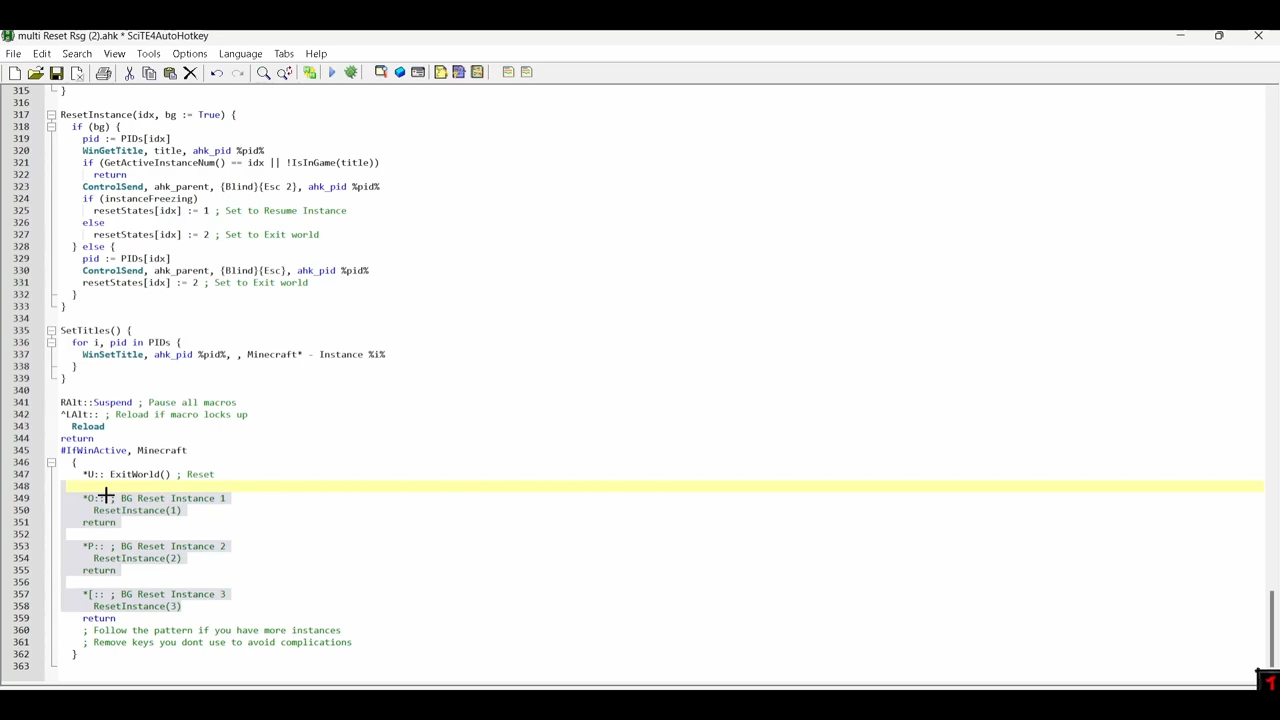 multi Reset Rsg (2).ahk * SciTE4AutoHotkey
File Edit Search View Tools Options Language Tabs Help
315 }
316
317 ResetInstance(idx, bg := True) {
318 if (bg) {
319 pid := PIDs[idx]
320 WinGetTitle, title, ahk_pid %pid%
321 if (GetActiveInstanceNum() == idx || !IsInGame(title))
322 return
323 ControlSend, ahk_parent, {Blind}{Esc 2}, ahk_pid %pid%
324 if (instanceFreezing)
325 resetStates[idx] := 1 ; Set to Resume Instance
326 else
327 resetStates[idx] := 2 ; Set to Exit world
328 } else {
329 pid := PIDs[idx]
330 ControlSend, ahk_parent, {Blind}{Esc}, ahk_pid %pid%
331 resetStates[idx] := 2 ; Set to Exit world
332 }
333 }
334
335 SetTitles() {
336 for i, pid in PIDs {
337 WinSetTitle, ahk_pid %pid%, , Minecraft* - Instance %i%
338 }
339 }
340
341 RAlt::Suspend ; Pause all macros
342 ^LAlt:: ; Reload if macro locks up
343 Reload
344 return
345 #IfWinActive, Minecraft
346 {
347 *U:: ExitWorld() ; Reset
348
349 *O:: ; BG Reset Instance 1
350 ResetInstance(1)
351 return
352
353 *P:: ; BG Reset Instance 2
354 ResetInstance(2)
355 return
356
357 *[:: ; BG Reset Instance 3
358 ResetInstance(3)
359 return
360 ; Follow the pattern if you have more instances
361 ; Remove keys you dont use to avoid complications
362 }
363
1